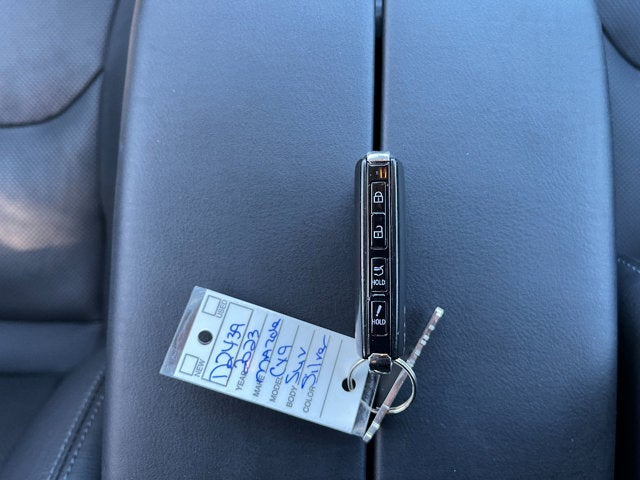 USED
NEW
D2439
YEAR 2023
MAKE Mazda
MODEL CX9
BODY Suv
COLOR Silver
HOLD
HOLD